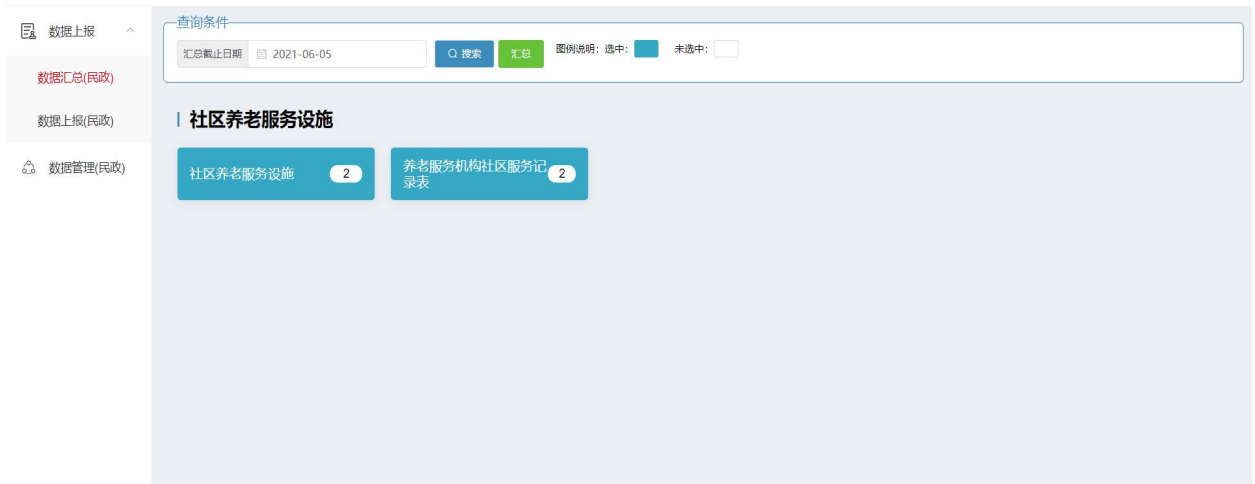 数据上报
数据汇总(民政)
数据上报(民政)
数据管理(民政)
查询条件
汇总截止日期 2021-06-05 搜索 汇总 图例说明：选中： 未选中：
社区养老服务设施
社区养老服务设施 2
养老服务机构社区服务记
录表 2